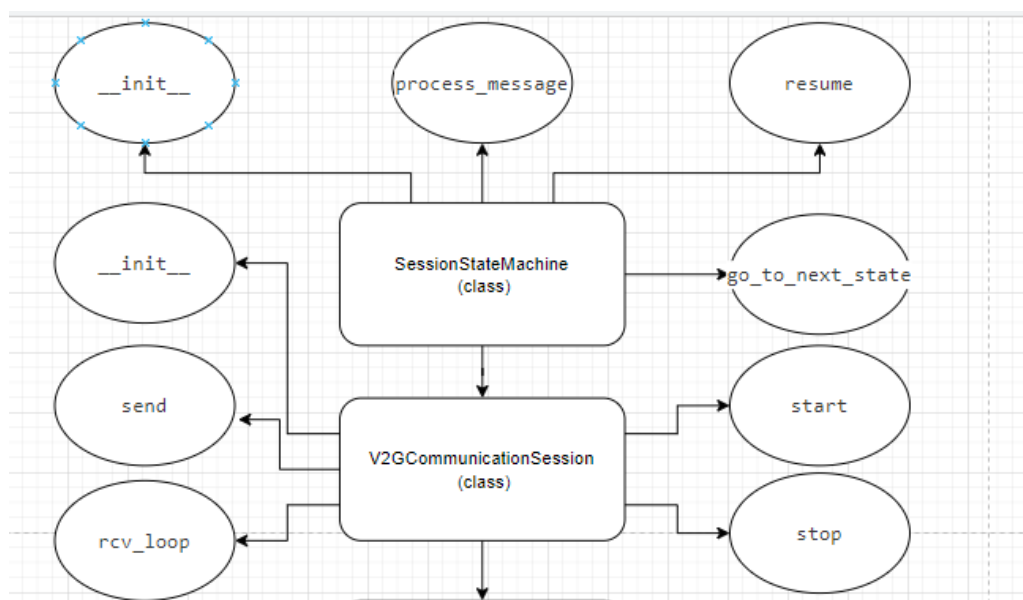 __init__
process_message
resume
SessionStateMachine
(class)
__init__
go_to_next_state
send
start
V2GCommunicationSession
(class)
rcv_loop
stop